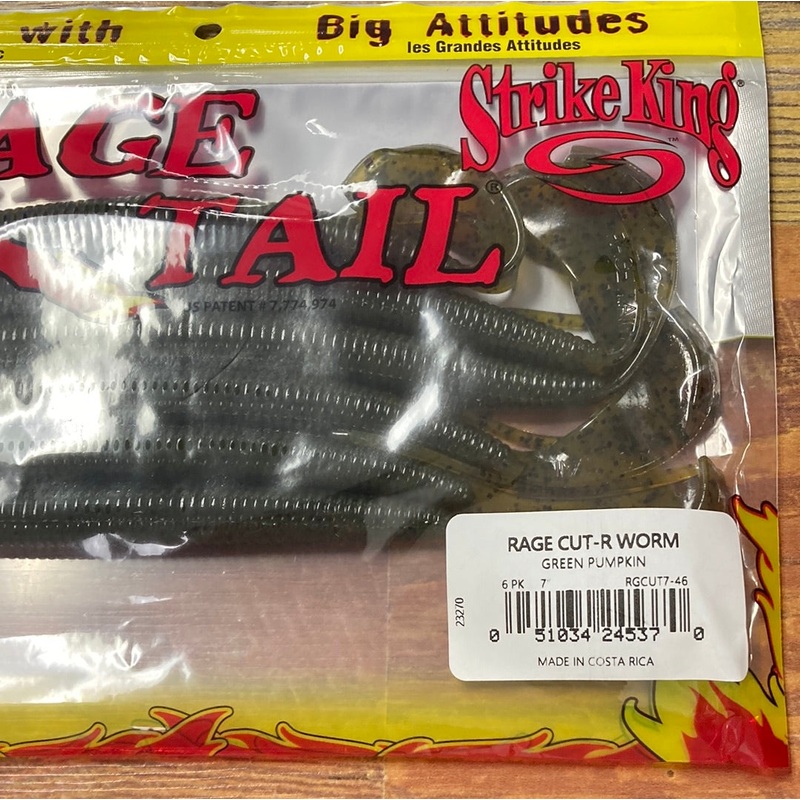 with Big Attitudes
c les Grandes Attitudes
AGE
Strike King®
™
TAIL®
US PATENT # 7,774,974
RAGE CUT-R WORM
GREEN PUMPKIN
6 PK 7" RGCUT7-46
23270
0 51034 24537 0
MADE IN COSTA RICA